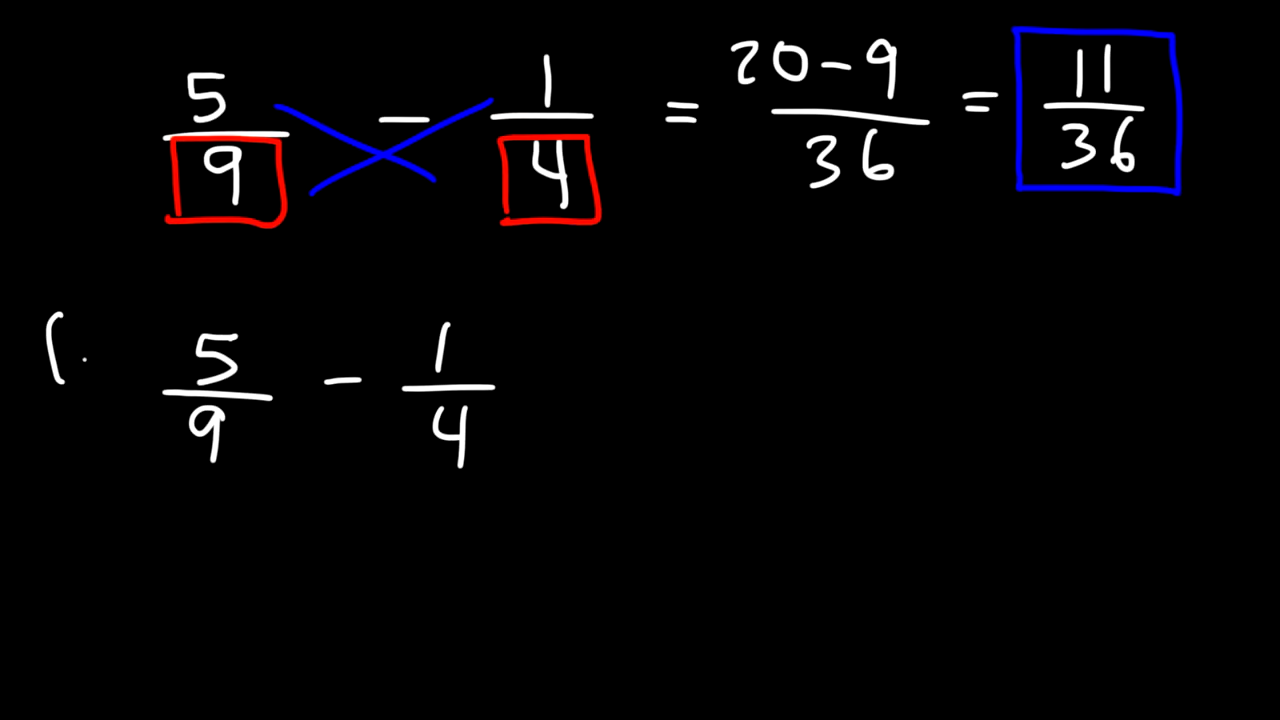 5/9 - 1/4 = 20-9/36 = 11/36
5/9 - 1/4